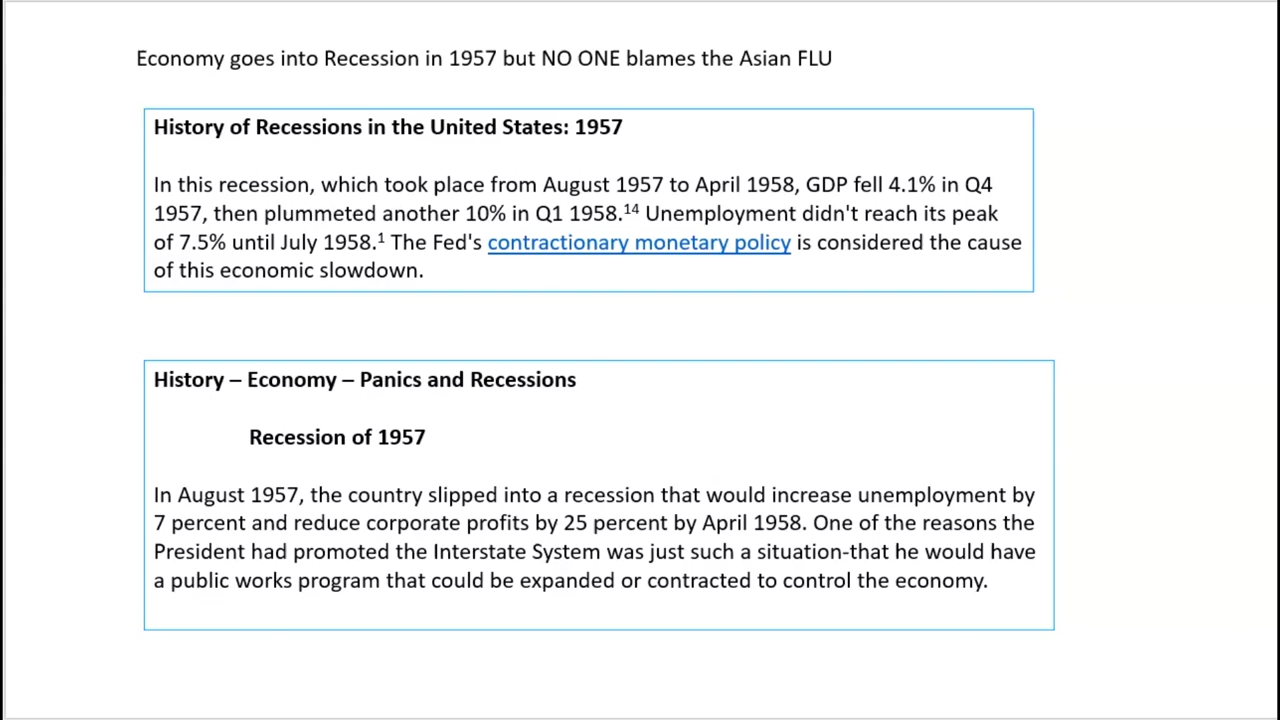 Economy goes into Recession in 1957 but NO ONE blames the Asian FLU
History of Recessions in the United States: 1957
In this recession, which took place from August 1957 to April 1958, GDP fell 4.1% in Q4
1957, then plummeted another 10% in Q1 1958.¹⁴ Unemployment didn't reach its peak
of 7.5% until July 1958.¹ The Fed's contractionary monetary policy is considered the cause
of this economic slowdown.
History – Economy – Panics and Recessions
Recession of 1957
In August 1957, the country slipped into a recession that would increase unemployment by
7 percent and reduce corporate profits by 25 percent by April 1958. One of the reasons the
President had promoted the Interstate System was just such a situation-that he would have
a public works program that could be expanded or contracted to control the economy.